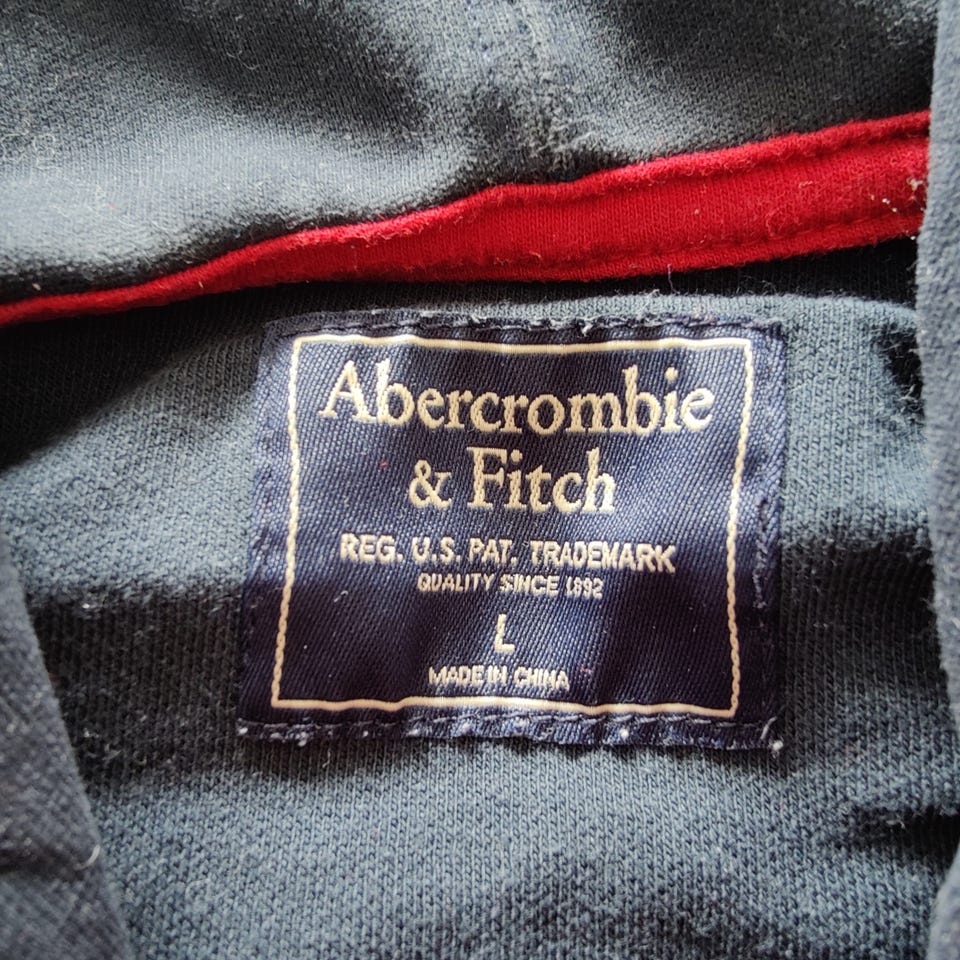 Abercrombie
& Fitch
REG. U.S. PAT. TRADEMARK
QUALITY SINCE 1892
L
MADE IN CHINA